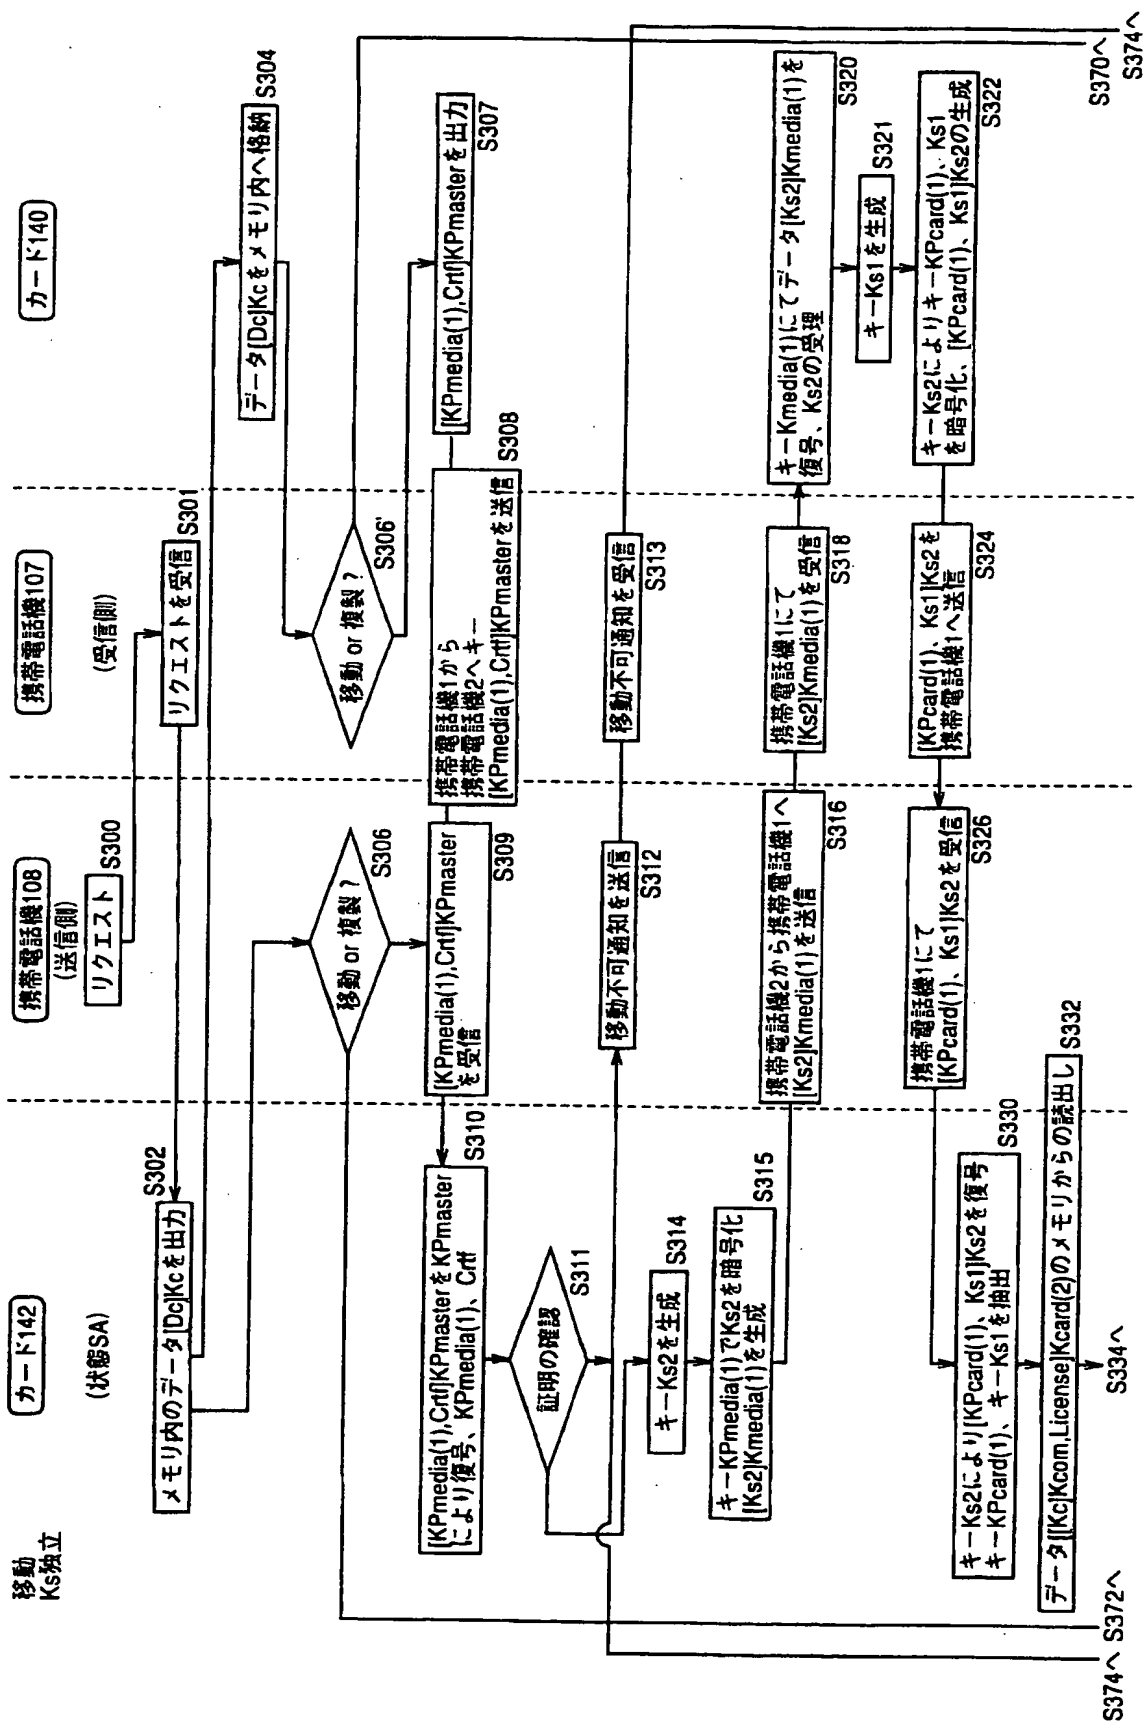 移動
Ks独立
カード142
(状態SA)
携帯電話機108
(送信側)
携帯電話機107
(受信側)
カード140
リクエスト
S300
リクエストを受信
S301
メモリ内のデータ[Dc]Kcを出力
S302
データ[Dc]Kcをメモリ内へ格納
S304
移動 or 複製?
S306
移動 or 複製?
S306'
[KPmedia(1),Crtf]KPmasterを出力
S307
携帯電話機1から
携帯電話機2へキー
[KPmedia(1),Crtf]KPmasterを送信
S308
[KPmedia(1),Crtf]KPmaster
を受信
S309
[KPmedia(1),Crtf]KPmasterをKPmaster
により復号、KPmedia(1)、Crtf
S310
証明の確認
S311
移動不可通知を送信
S312
移動不可通知を受信
S313
キーKs2を生成
S314
キーKPmedia(1)でKs2を暗号化
[Ks2]Kmedia(1)を生成
S315
携帯電話機2から携帯電話機1へ
[Ks2]Kmedia(1)を送信
S316
携帯電話機1にて
[Ks2]Kmedia(1)を受信
S318
キーKmedia(1)にてデータ[Ks2]Kmedia(1)を
復号、Ks2の受理
S320
キーKs1を生成
S321
キーKs2によりキーKPcard(1)、Ks1
を暗号化、[KPcard(1)、Ks1]Ks2の生成
S322
[KPcard(1)、Ks1]Ks2を
携帯電話機1へ送信
S324
携帯電話機1にて
[KPcard(1)、Ks1]Ks2を受信
S326
キーKs2により[KPcard(1)、Ks1]Ks2を復号
キーKPcard(1)、キーKs1を抽出
S330
データ[[Kc]Kcom,License]Kcard(2)のメモリからの読出し
S332
S374へ
S372へ
S334へ
S370へ
S374へ